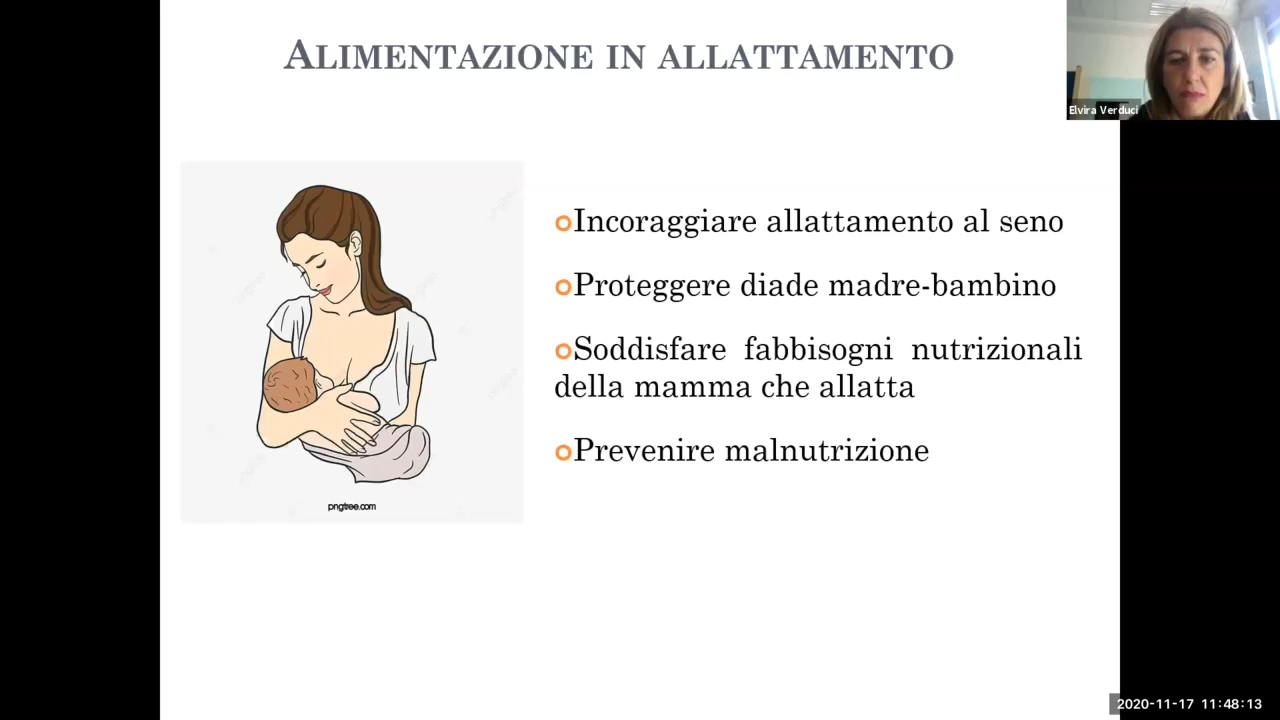 ALIMENTAZIONE IN ALLATTAMENTO
Elvira Verduci
Incoraggiare allattamento al seno
Proteggere diade madre-bambino
Soddisfare fabbisogni nutrizionali
della mamma che allatta
Prevenire malnutrizione
pngtree.com
2020-11-17 11:48:13